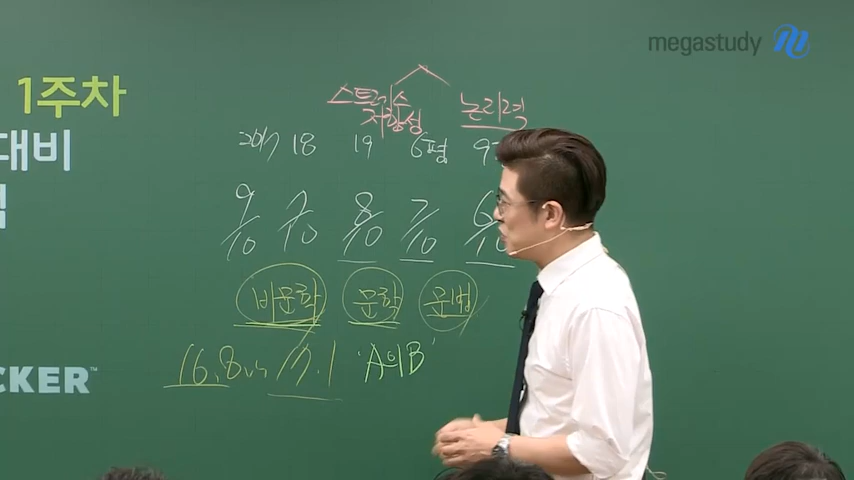 megastudy
1주차
대비
CKER™
스트레스
저항성
논리력
2017 18 19 6평 9
9/10 7/10 8/10 7/10 6/10
비문학 문학 문법
16.8 17.1 'A의B'